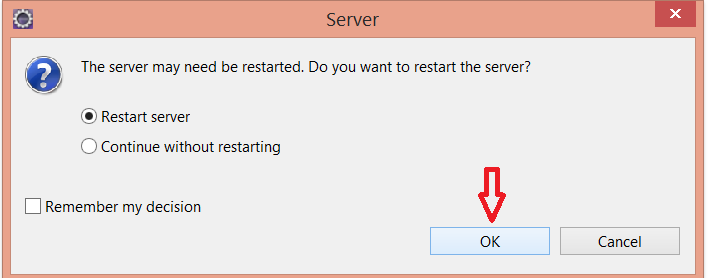 Server
The server may need be restarted. Do you want to restart the server?
Restart server
Continue without restarting
Remember my decision
OK
Cancel